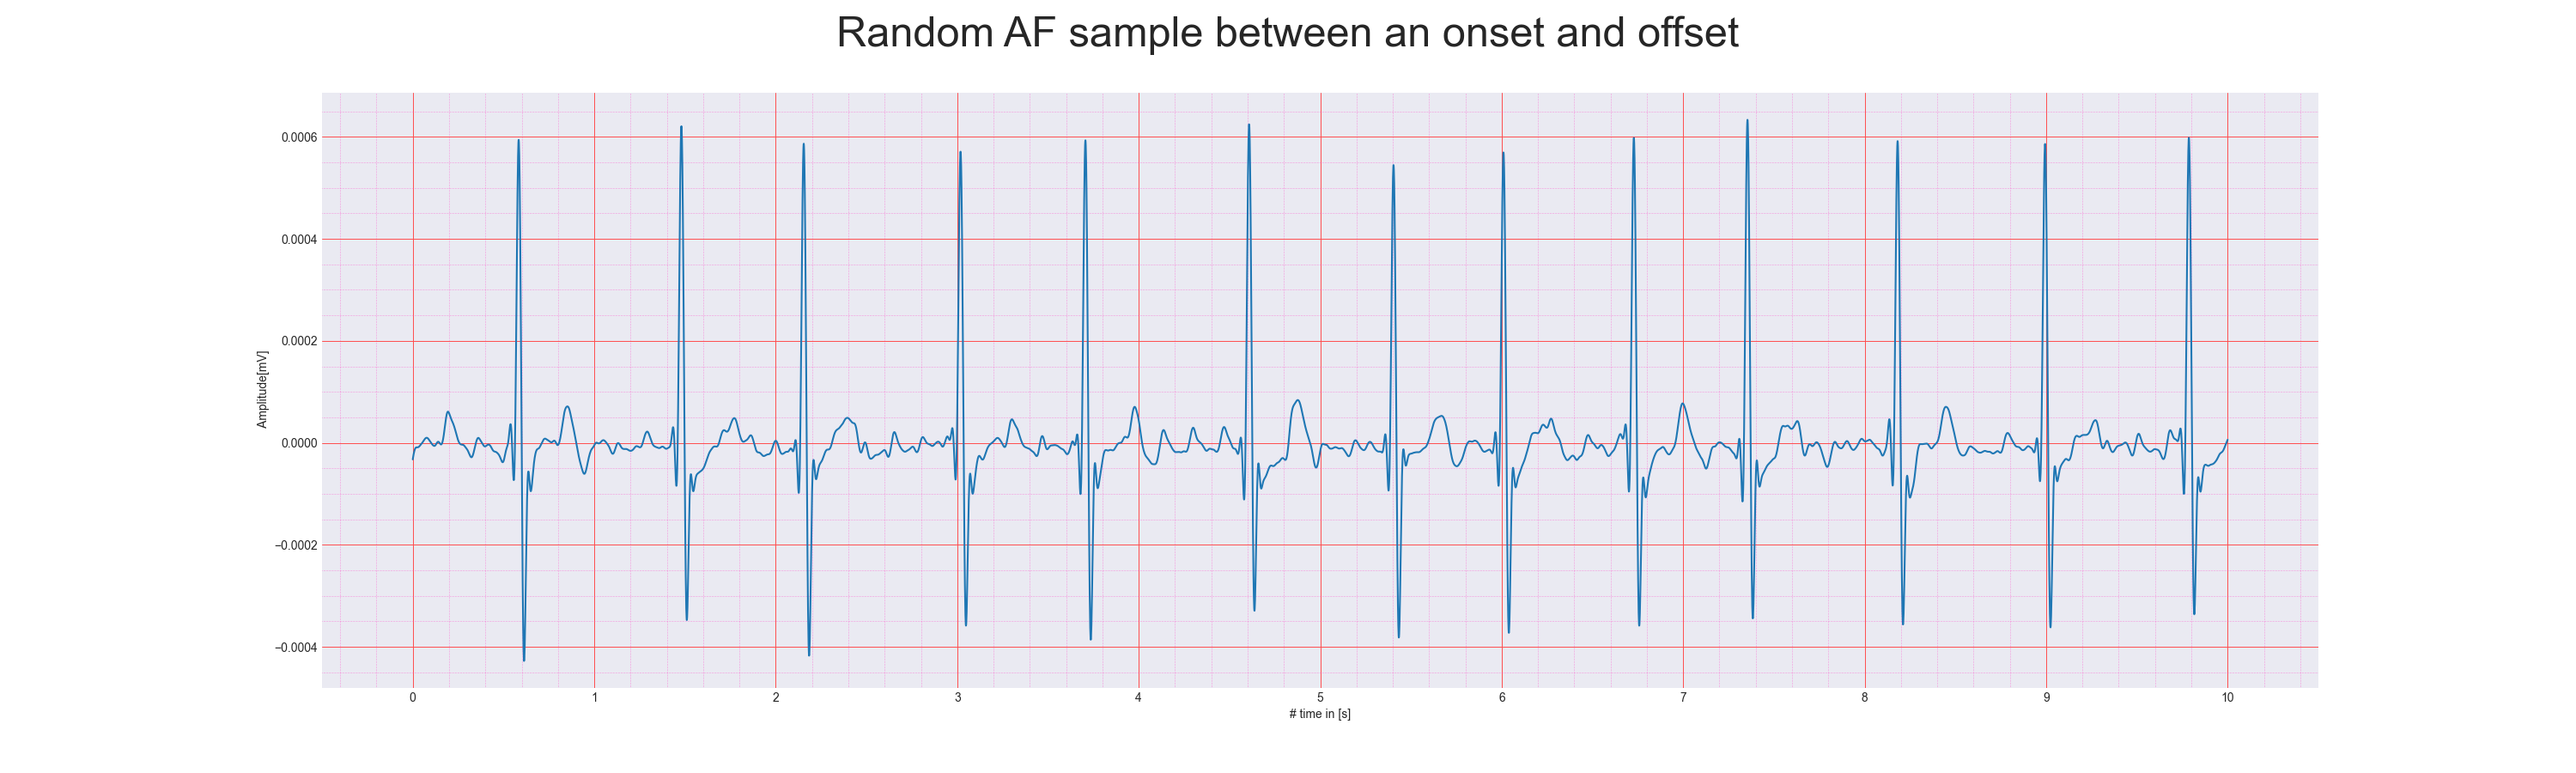 Random AF sample between an onset and offset
0.0006
0.0004
0.0002
0.0000
−0.0002
−0.0004
Amplitude[mV]
0 1 2 3 4 5 6 7 8 9 10
# time in [s]